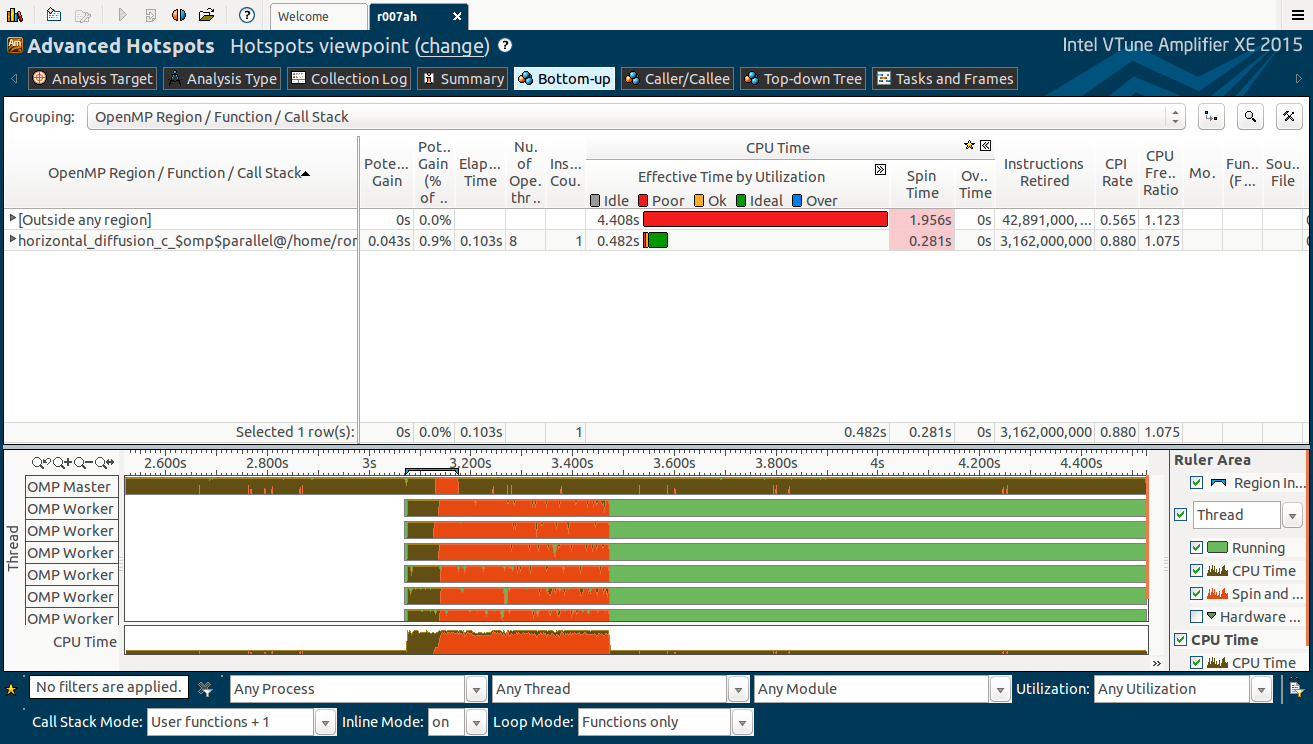 Welcome
r007ah
Advanced Hotspots Hotspots viewpoint (change)
Intel VTune Amplifier XE 2015
Analysis Target
Analysis Type
Collection Log
Summary
Bottom-up
Caller/Callee
Top-down Tree
Tasks and Frames
Grouping: OpenMP Region / Function / Call Stack
OpenMP Region / Function / Call Stack
Pote... Gain
Pot.. Gain (% of ..
Elap... Time
Nu. of Ope. thr..
Ins... Cou.
CPU Time
Effective Time by Utilization
Idle Poor Ok Ideal Over
Spin Time
Ov.. Time
Instructions Retired
CPI Rate
CPU Fre.. Ratio
Mo.
Fun.. (F...
Sou.. File
[Outside any region] 0s 0.0% 4.408s 1.956s 0s 42,891,000, ... 0.565 1.123
horizontal_diffusion_c_$omp$parallel@/home/ror 0.043s 0.9% 0.103s 8 1 0.482s 0.281s 0s 3,162,000,000 0.880 1.075
Selected 1 row(s): 0s 0.0% 0.103s 1 0.482s 0.281s 0s 3,162,000,000 0.880 1.075
2.600s 2.800s 3s 3.200s 3.400s 3.600s 3.800s 4s 4.200s 4.400s
Thread
OMP Master
OMP Worker
OMP Worker
OMP Worker
OMP Worker
OMP Worker
OMP Worker
CPU Time
Ruler Area
Region In...
Thread
Running
CPU Time
Spin and ...
Hardware ...
CPU Time
CPU Time
No filters are applied. Any Process Any Thread Any Module Utilization: Any Utilization
Call Stack Mode: User functions + 1 Inline Mode: on Loop Mode: Functions only